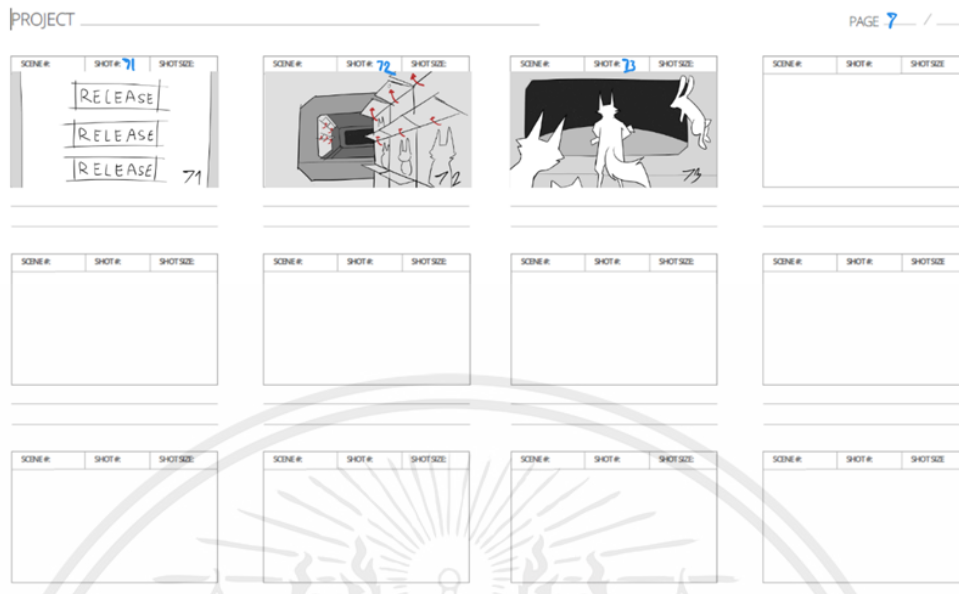 PROJECT
PAGE 7 /
SCENE #: SHOT #: 71 SHOT SIZE:
SCENE #: SHOT #: 72 SHOT SIZE:
SCENE #: SHOT #: 73 SHOT SIZE:
SCENE #: SHOT #: SHOT SIZE
RELEASE
RELEASE
RELEASE
71
72
73
SCENE #: SHOT #: SHOT SIZE:
SCENE #: SHOT #: SHOT SIZE:
SCENE #: SHOT #: SHOT SIZE:
SCENE #: SHOT #: SHOT SIZE
SCENE #: SHOT #: SHOT SIZE:
SCENE #: SHOT #: SHOT SIZE:
SCENE #: SHOT #: SHOT SIZE:
SCENE #: SHOT #: SHOT SIZE